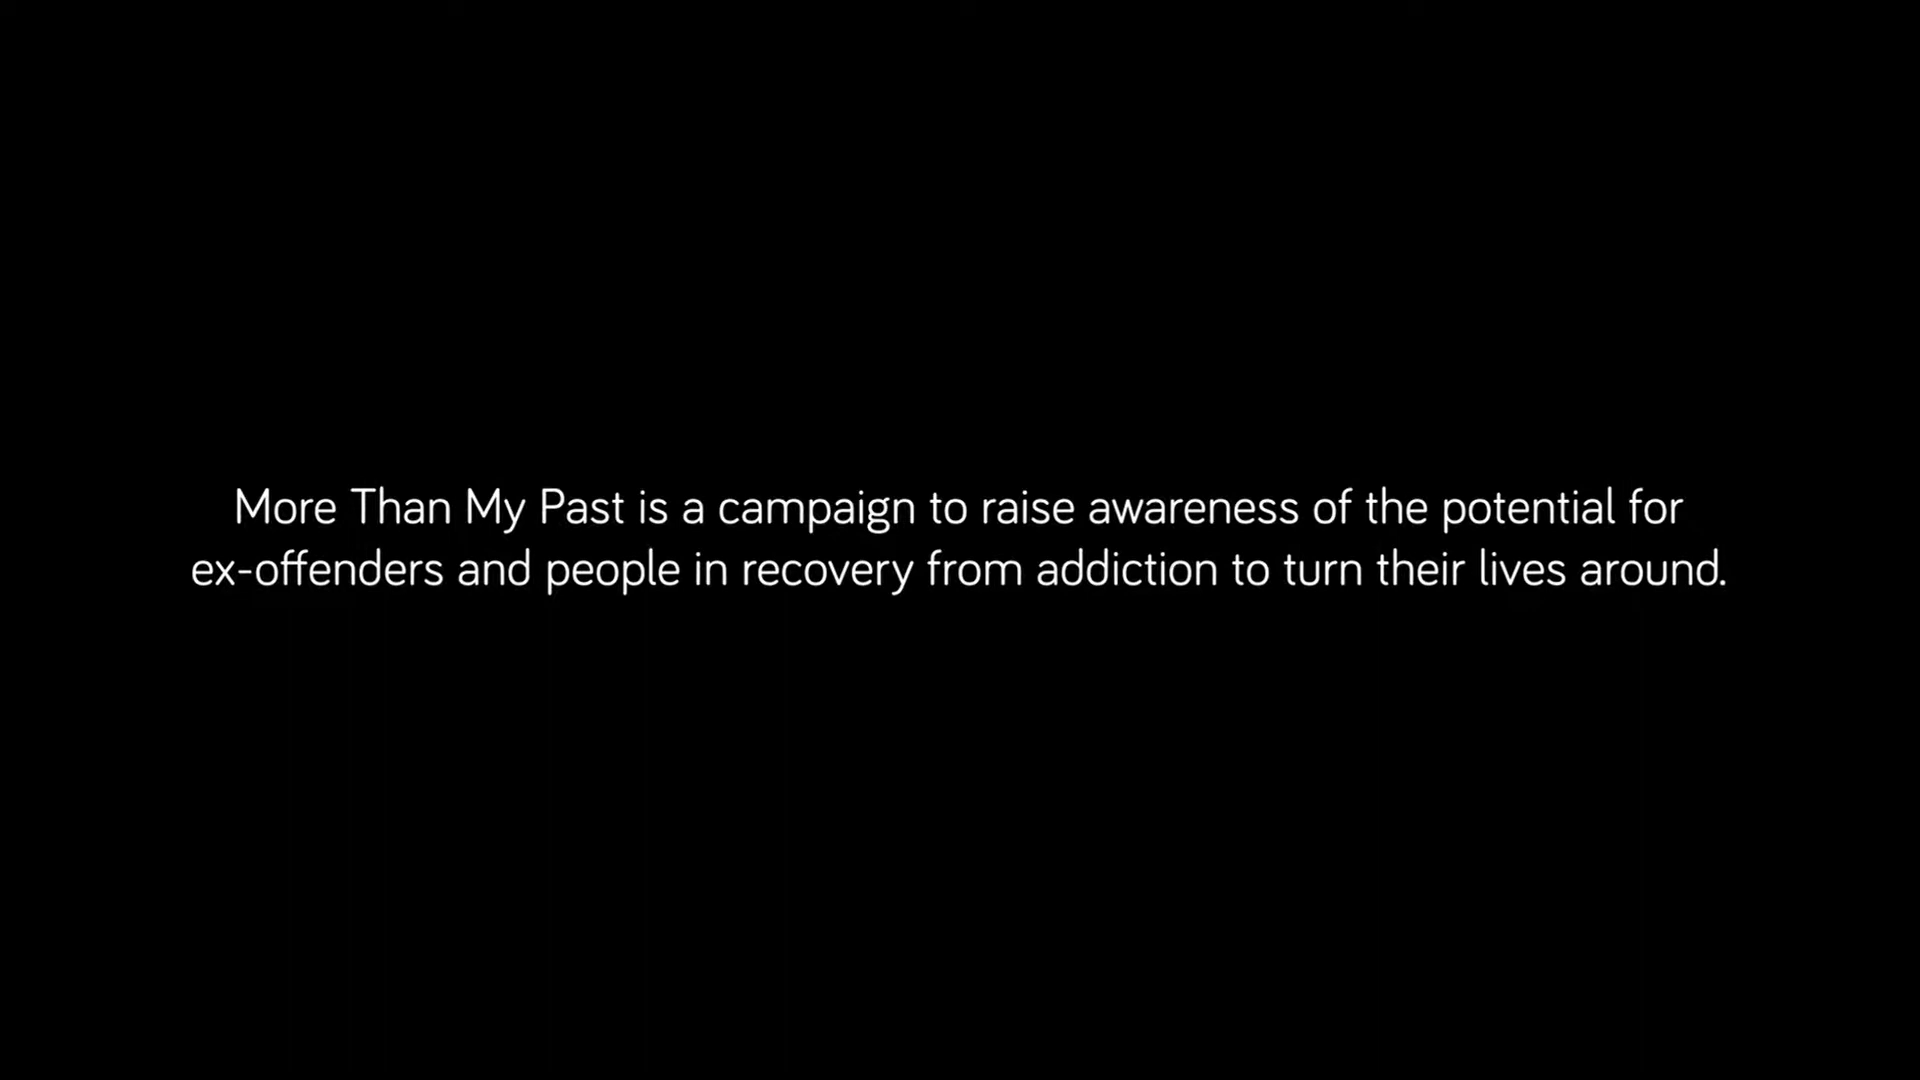 More Than My Past is a campaign to raise awareness of the potential for
ex-offenders and people in recovery from addiction to turn their lives around.